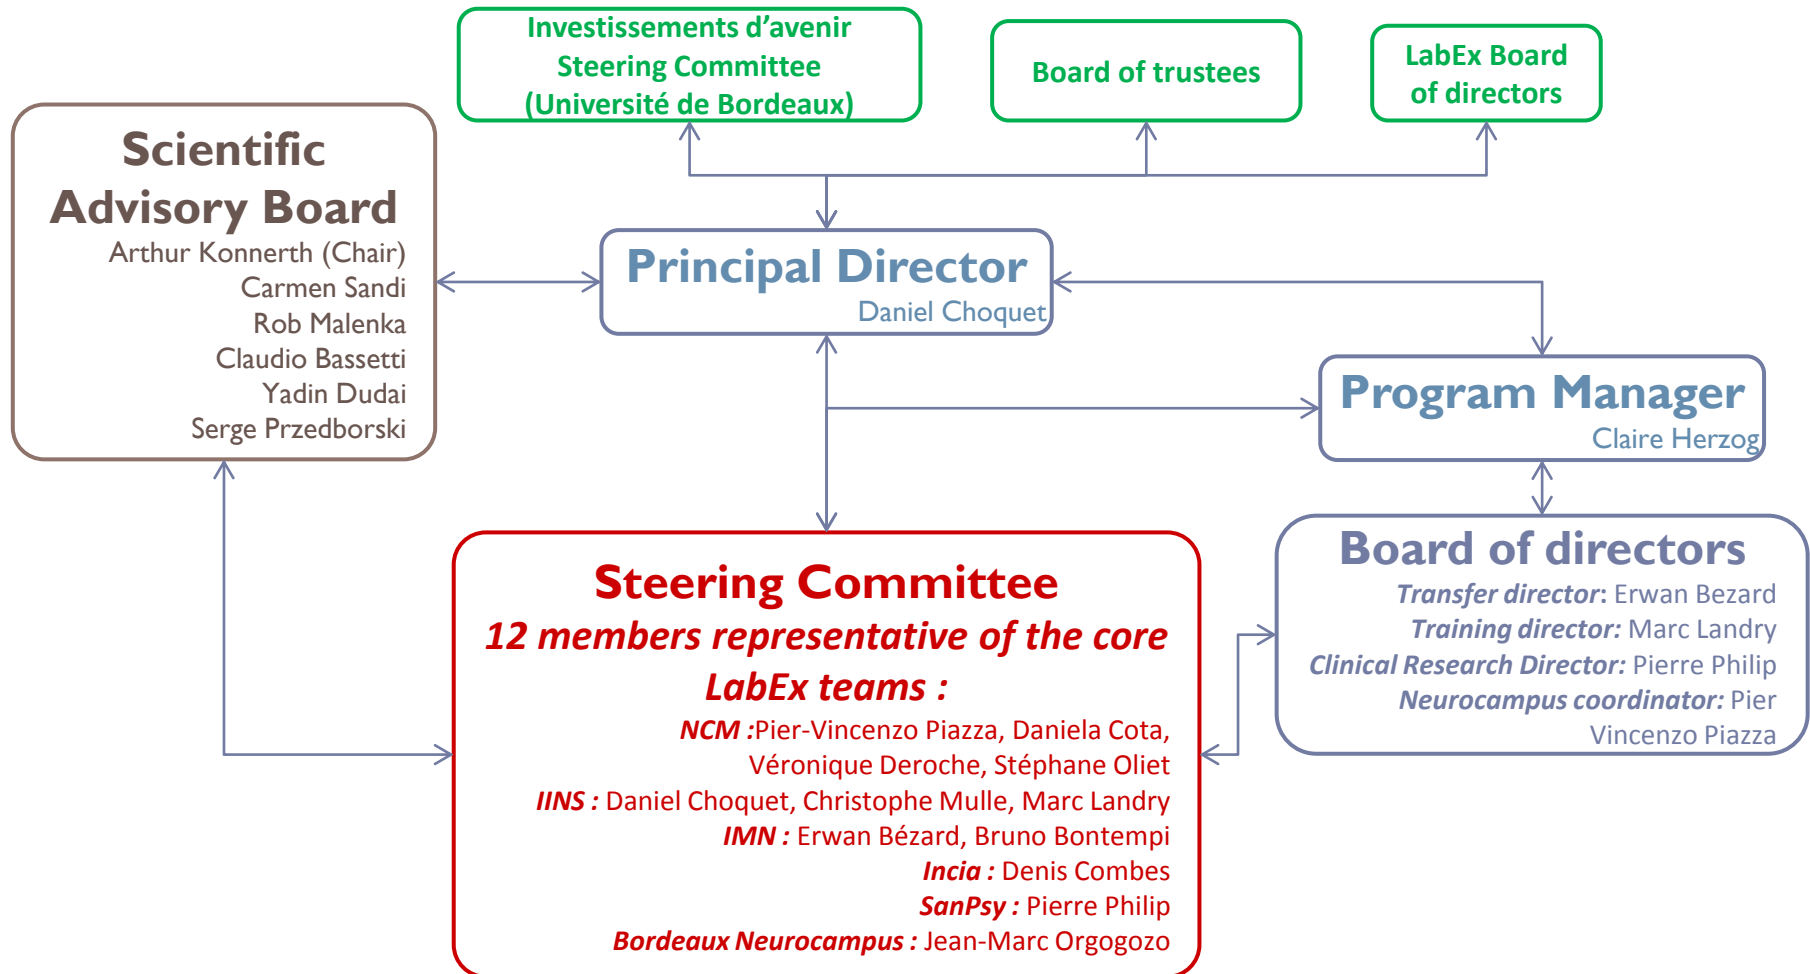 Investissements d’avenir
Steering Committee
(Université de Bordeaux)
Board of trustees
LabEx Board
of directors
Scientific
Advisory Board
Arthur Konnerth (Chair)
Carmen Sandi
Rob Malenka
Claudio Bassetti
Yadin Dudai
Serge Przedborski
Principal Director
Daniel Choquet
Program Manager
Claire Herzog
Steering Committee
12 members representative of the core
LabEx teams :
NCM :Pier-Vincenzo Piazza, Daniela Cota,
Véronique Deroche, Stéphane Oliet
IINS : Daniel Choquet, Christophe Mulle, Marc Landry
IMN : Erwan Bézard, Bruno Bontempi
Incia : Denis Combes
SanPsy : Pierre Philip
Bordeaux Neurocampus : Jean-Marc Orgogozo
Board of directors
Transfer director: Erwan Bezard
Training director: Marc Landry
Clinical Research Director: Pierre Philip
Neurocampus coordinator: Pier
Vincenzo Piazza